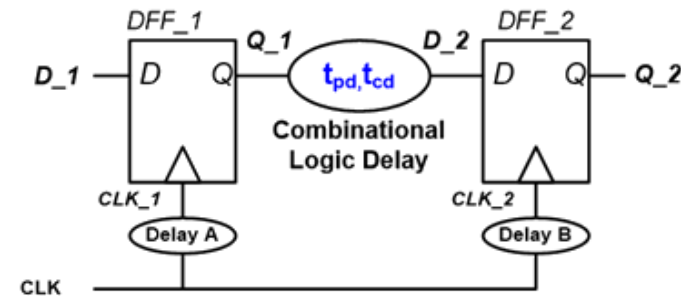 DFF_1
DFF_2
Q_1
D_2
D_1
D
Q
t_pd,t_cd
D
Q
Q_2
Combinational
Logic Delay
CLK_1
CLK_2
Delay A
Delay B
CLK